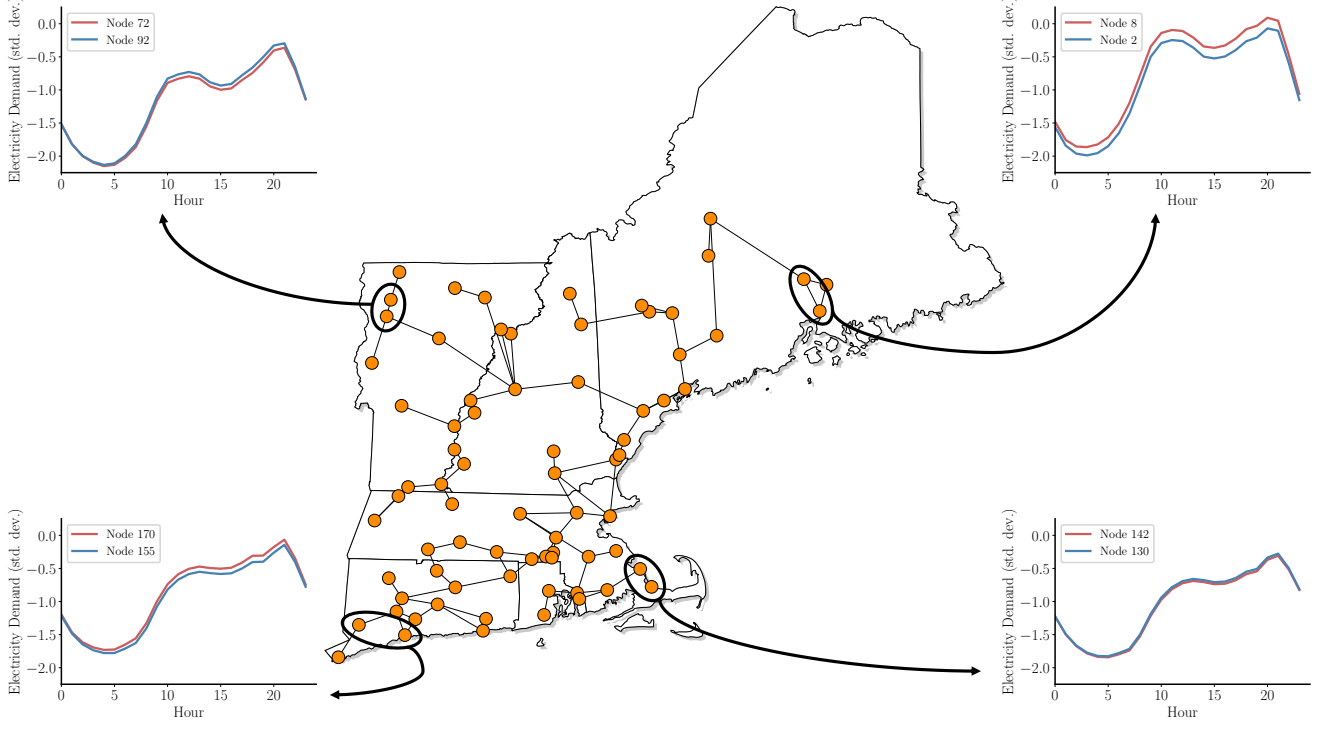 Electricity Demand (std. dev.)
0.0
−0.5
−1.0
−1.5
−2.0
Node 72
Node 92
0 5 10 15 20
Hour
Electricity Demand (std. dev.)
0.0
−0.5
−1.0
−1.5
−2.0
Node 8
Node 2
0 5 10 15 20
Hour
Electricity Demand (std. dev.)
0.0
−0.5
−1.0
−1.5
−2.0
Node 170
Node 155
0 5 10 15 20
Hour
Electricity Demand (std. dev.)
0.0
−0.5
−1.0
−1.5
−2.0
Node 142
Node 130
0 5 10 15 20
Hour